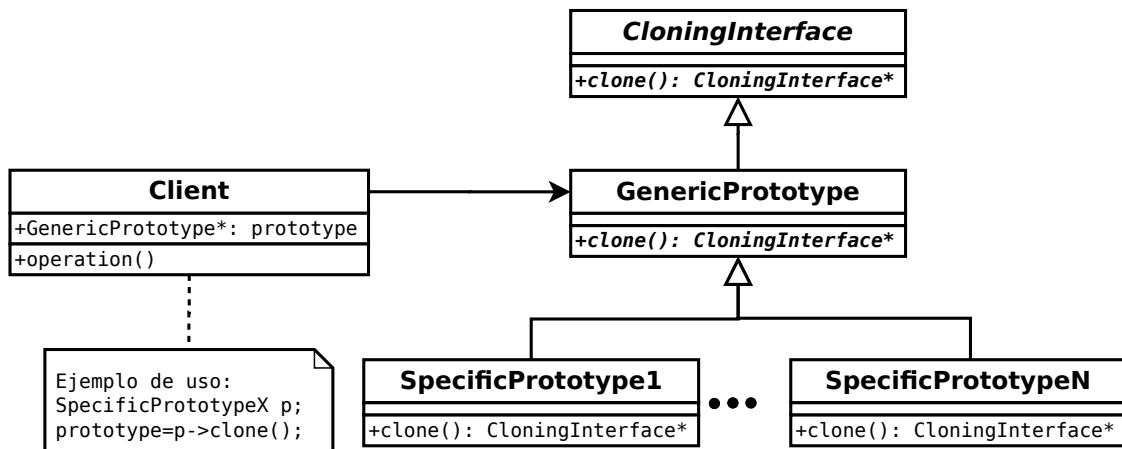 CloningInterface
+clone(): CloningInterface*
Client
+GenericPrototype*: prototype
+operation()
GenericPrototype
+clone(): CloningInterface*
Ejemplo de uso:
SpecificPrototypeX p;
prototype=p->clone();
SpecificPrototype1
+clone(): CloningInterface*
SpecificPrototypeN
+clone(): CloningInterface*